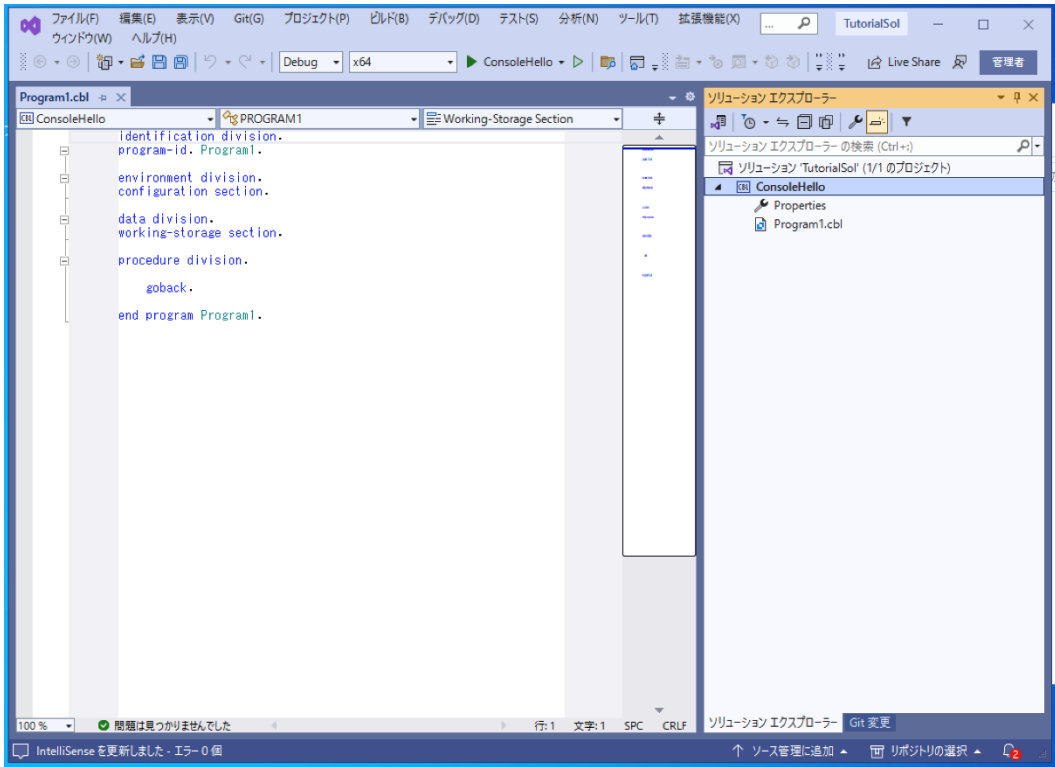 ファイル(F) 編集(E) 表示(V) Git(G) プロジェクト(P) ビルド(B) デバッグ(D) テスト(S) 分析(N) ツール(T) 拡張機能(X) ... TutorialSol
ウィンドウ(W) ヘルプ(H)
Debug x64 ConsoleHello Live Share 管理者
Program1.cbl
ConsoleHello PROGRAM1 Working-Storage Section
identification division.
program-id. Program1.
environment division.
configuration section.
data division.
working-storage section.
procedure division.
goback.
end program Program1.
100 % 問題は見つかりませんでした 行: 1 文字: 1 SPC CRLF
ソリューション エクスプローラー
ソリューション エクスプローラー の検索 (Ctrl+:)
ソリューション 'TutorialSol' (1/1 のプロジェクト)
ConsoleHello
Properties
Program1.cbl
ソリューション エクスプローラー Git 変更
IntelliSense を更新しました - エラー 0 個 ソース管理に追加 リポジトリの選択 2